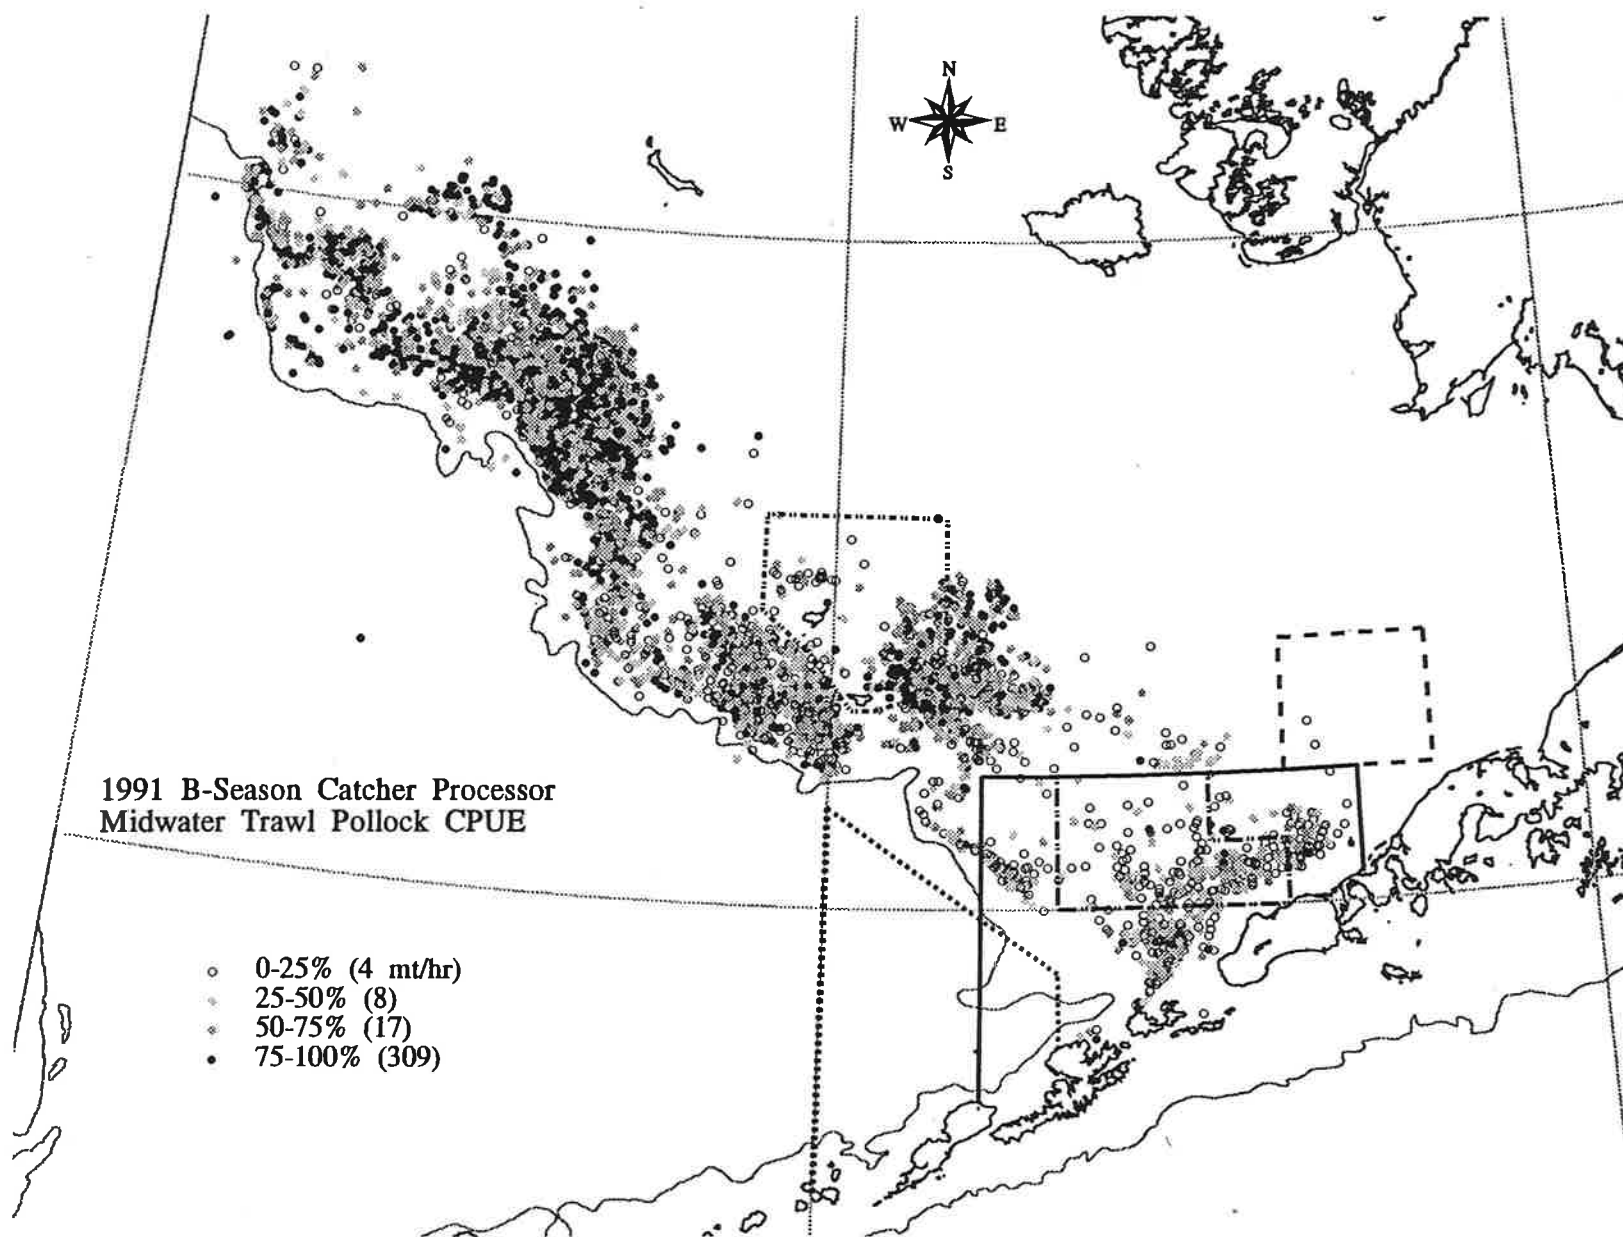 N
W E
S
1991 B-Season Catcher Processor
Midwater Trawl Pollock CPUE
0-25% (4 mt/hr)
25-50% (8)
50-75% (17)
75-100% (309)